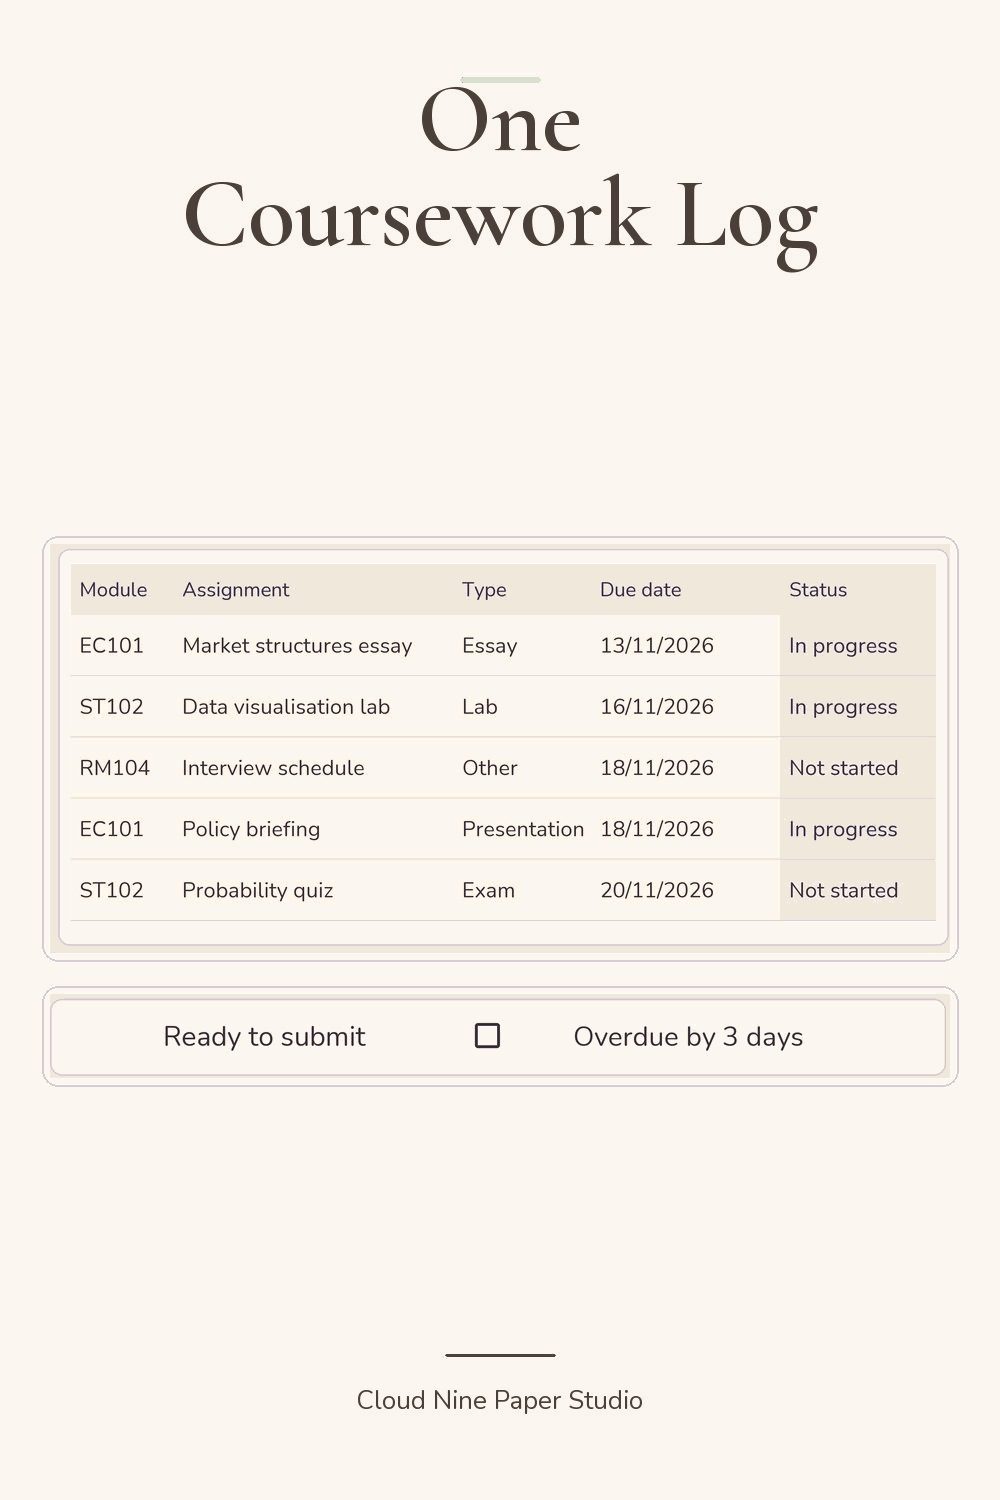 One
Coursework Log
Module Assignment Type Due date Status
EC101 Market structures essay Essay 13/11/2026 In progress
ST102 Data visualisation lab Lab 16/11/2026 In progress
RM104 Interview schedule Other 18/11/2026 Not started
EC101 Policy briefing Presentation 18/11/2026 In progress
ST102 Probability quiz Exam 20/11/2026 Not started
Ready to submit Overdue by 3 days
Cloud Nine Paper Studio